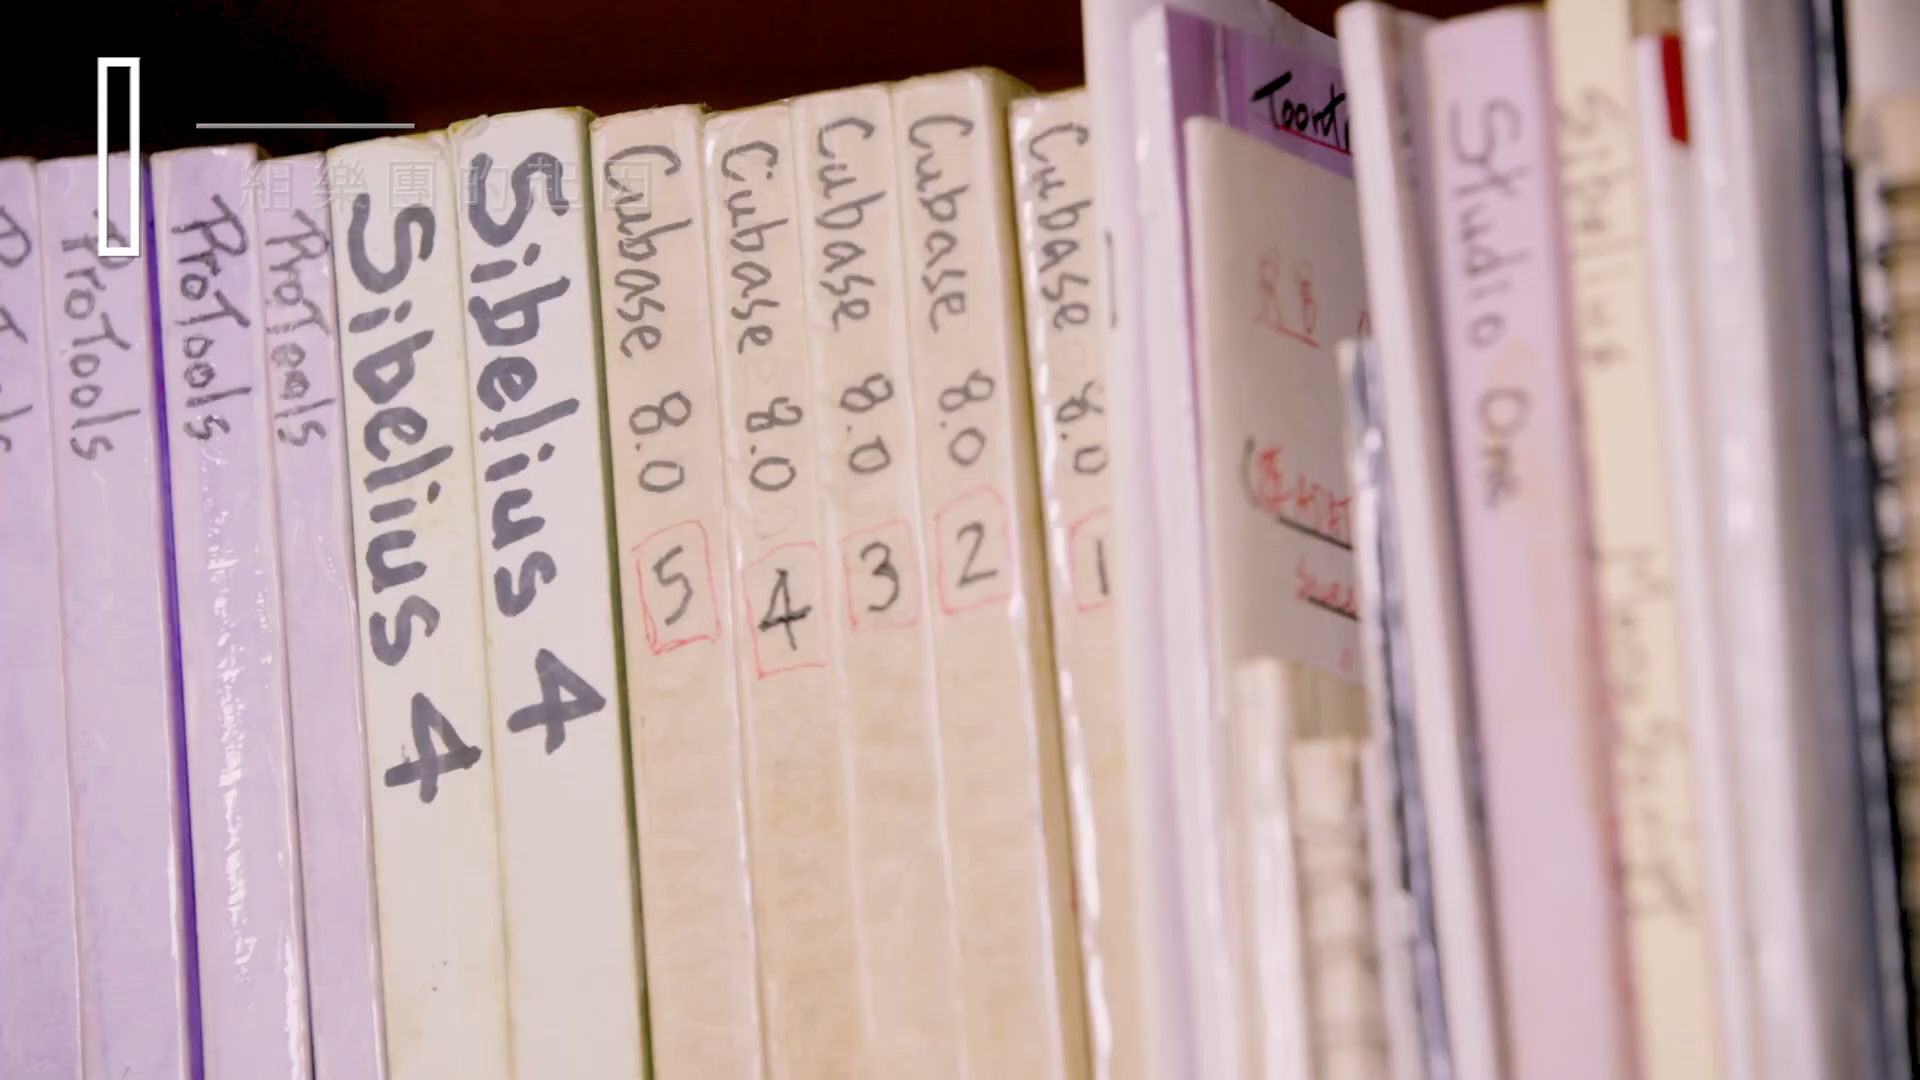 組樂團的起因
ProTools
ProTools
ProTools
Sibelius 4
Sibelius 4
Cubase 8.0 5
Cubase 8.0 4
Cubase 8.0 3
Cubase 8.0 2
Cubase 8.0 1
Studio One
Sibelius